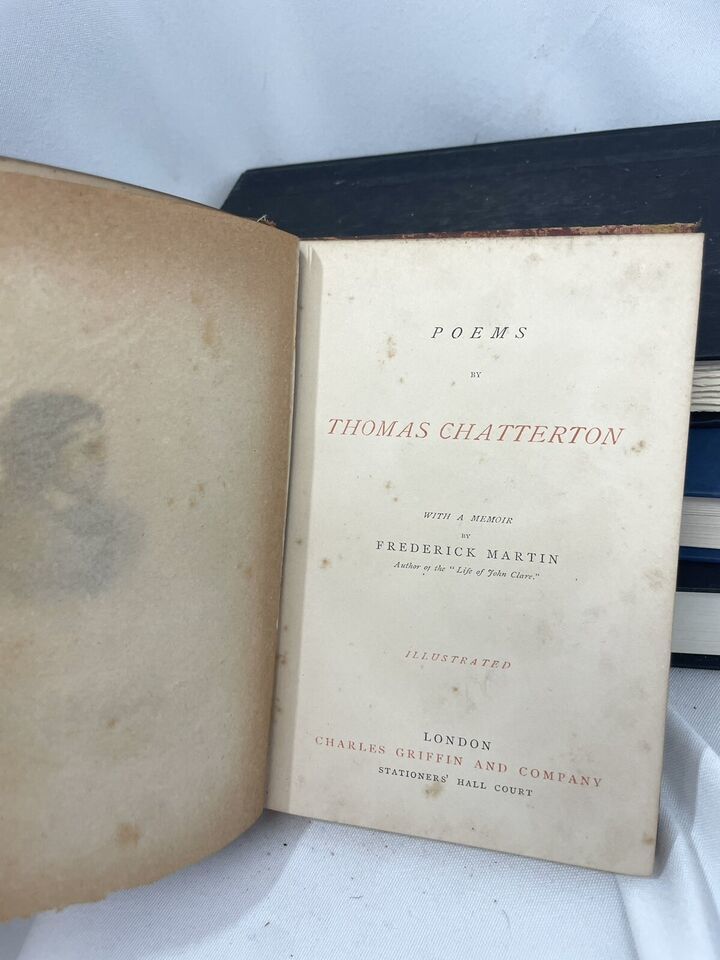 POEMS
BY
THOMAS CHATTERTON
WITH A MEMOIR
BY
FREDERICK MARTIN
Author of the "Life of John Clare."
ILLUSTRATED
LONDON
CHARLES GRIFFIN AND COMPANY
STATIONERS' HALL COURT